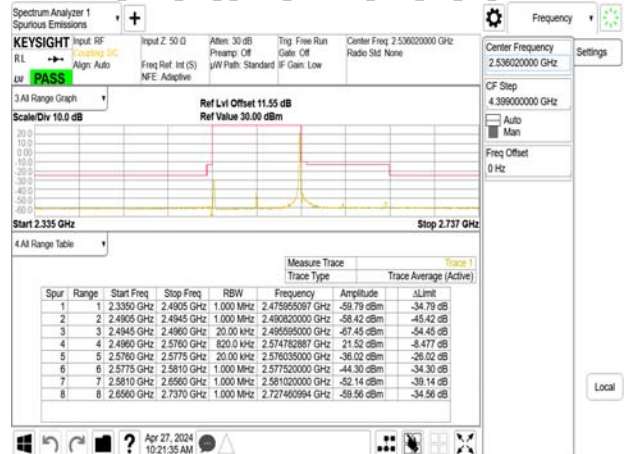 Spectrum Analyzer 1
Spurious Emissions
Frequency
KEYSIGHT Input: RF Input Z: 50 Ω Atten: 30 dB Trig: Free Run Center Freq: 2.536020000 GHz
RL Coupling: DC Preamp: Off Gate: Off Radio Std: None
Align: Auto Freq Ref: Int (S) µW Path: Standard IF Gain: Low
NFE: Adaptive
PASS
Center Frequency
2.536020000 GHz
Settings
CF Step
4.399000000 GHz
Auto
Man
Freq Offset
0 Hz
3 All Range Graph
Ref Lvl Offset 11.55 dB
Scale/Div 10.0 dB Ref Value 30.00 dBm
20.0
10.0
0.00
-10.0
-20.0
-30.0
-40.0
-50.0
-60.0
Start 2.335 GHz Stop 2.737 GHz
4 All Range Table
Measure Trace Trace 1
Trace Type Trace Average (Active)
Spur Range Start Freq Stop Freq RBW Frequency Amplitude ΔLimit
1 1 2.3350 GHz 2.4905 GHz 1.000 MHz 2.475955097 GHz -59.79 dBm -34.79 dB
2 2 2.4905 GHz 2.4945 GHz 1.000 MHz 2.490820000 GHz -58.42 dBm -45.42 dB
3 3 2.4945 GHz 2.4960 GHz 20.00 kHz 2.495595000 GHz -67.45 dBm -54.45 dB
4 4 2.4960 GHz 2.5760 GHz 820.0 kHz 2.574782887 GHz 21.52 dBm -8.477 dB
5 5 2.5760 GHz 2.5775 GHz 20.00 kHz 2.576035000 GHz -36.02 dBm -26.02 dB
6 6 2.5775 GHz 2.5810 GHz 1.000 MHz 2.577520000 GHz -44.30 dBm -34.30 dB
7 7 2.5810 GHz 2.6560 GHz 1.000 MHz 2.581020000 GHz -52.14 dBm -39.14 dB
8 8 2.6560 GHz 2.7370 GHz 1.000 MHz 2.727460994 GHz -59.56 dBm -34.56 dB
Local
Apr 27, 2024
10:21:35 AM